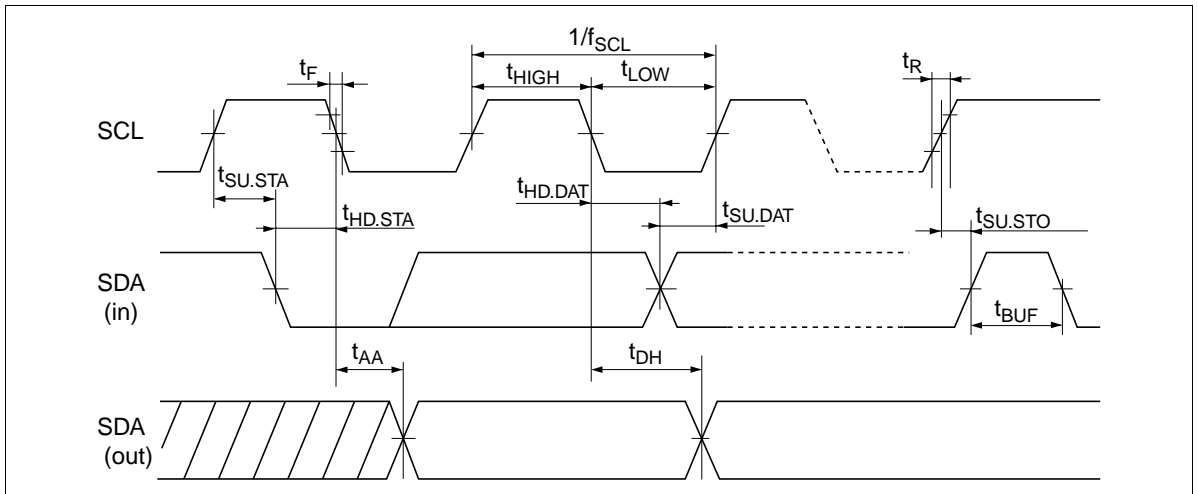 1/fSCL
tF
tHIGH
tLOW
tR
SCL
tSU.STA
tHD.STA
tHD.DAT
tSU.DAT
tSU.STO
SDA
(in)
tBUF
tAA
tDH
SDA
(out)